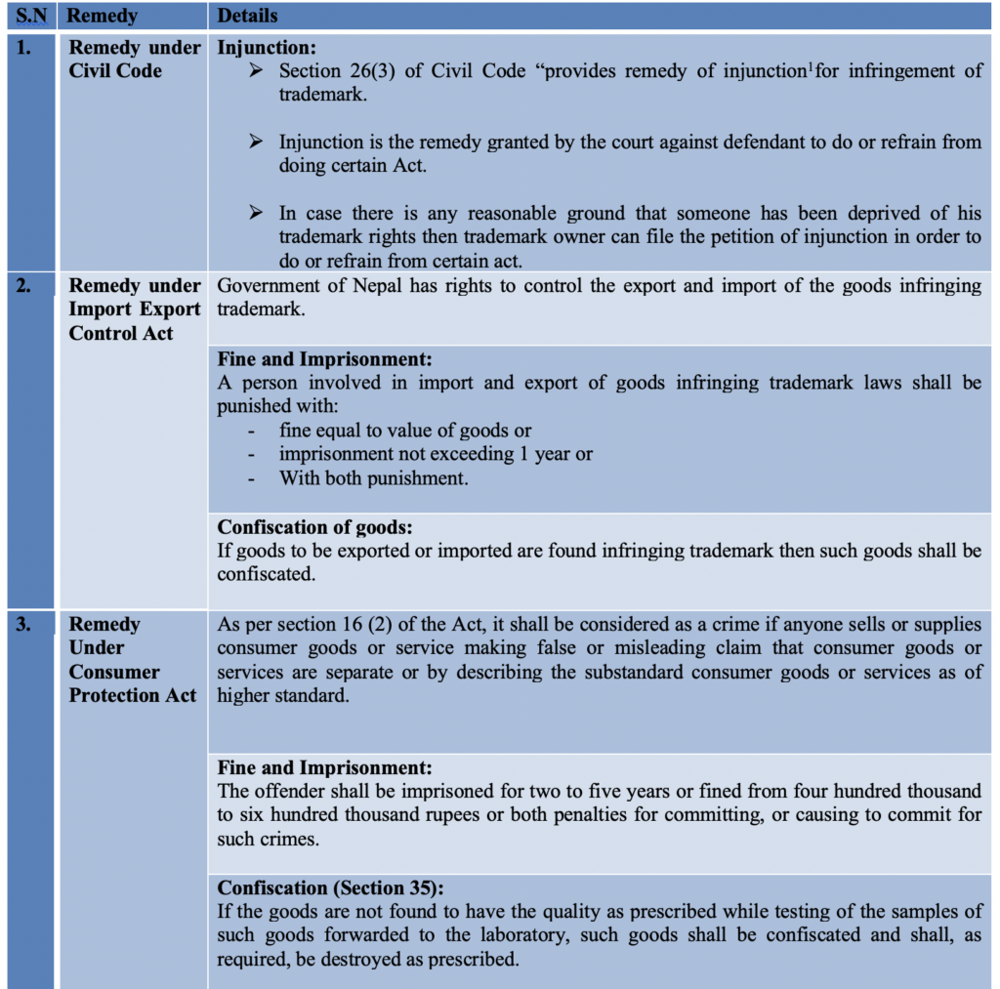 S.N Remedy Details
1. Remedy under Civil Code
Injunction:
➢ Section 26(3) of Civil Code “provides remedy of injunction¹for infringement of
trademark.
➢ Injunction is the remedy granted by the court against defendant to do or refrain from
doing certain Act.
➢ In case there is any reasonable ground that someone has been deprived of his
trademark rights then trademark owner can file the petition of injunction in order to
do or refrain from certain act.
2. Remedy under
Import Export
Control Act
Government of Nepal has rights to control the export and import of the goods infringing
trademark.
Fine and Imprisonment:
A person involved in import and export of goods infringing trademark laws shall be
punished with:
- fine equal to value of goods or
- imprisonment not exceeding 1 year or
- With both punishment.
Confiscation of goods:
If goods to be exported or imported are found infringing trademark then such goods shall be
confiscated.
3. Remedy
Under
Consumer
Protection Act
As per section 16 (2) of the Act, it shall be considered as a crime if anyone sells or supplies
consumer goods or service making false or misleading claim that consumer goods or
services are separate or by describing the substandard consumer goods or services as of
higher standard.
Fine and Imprisonment:
The offender shall be imprisoned for two to five years or fined from four hundred thousand
to six hundred thousand rupees or both penalties for committing, or causing to commit for
such crimes.
Confiscation (Section 35):
If the goods are not found to have the quality as prescribed while testing of the samples of
such goods forwarded to the laboratory, such goods shall be confiscated and shall, as
required, be destroyed as prescribed.